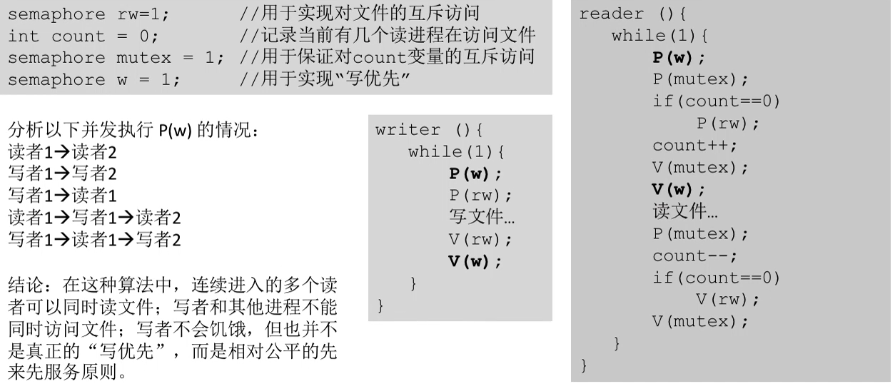 semaphore rw=1;        //用于实现对文件的互斥访问
int count = 0;         //记录当前有几个读进程在访问文件
semaphore mutex = 1;   //用于保证对count变量的互斥访问
semaphore w = 1;       //用于实现“写优先”
分析以下并发执行 P(w) 的情况：
读者1→读者2
写者1→写者2
写者1→读者1
读者1→写者1→读者2
写者1→读者1→写者2
结论：在这种算法中，连续进入的多个读
者可以同时读文件；写者和其他进程不能
同时访问文件；写者不会饥饿，但也并不
是真正的“写优先”，而是相对公平的先
来先服务原则。
writer (){
while(1){
P(w);
P(rw);
写文件…
V(rw);
V(w);
}
}
reader (){
while(1){
P(w);
P(mutex);
if(count==0)
P(rw);
count++;
V(mutex);
V(w);
读文件…
P(mutex);
count--;
if(count==0)
V(rw);
V(mutex);
}
}